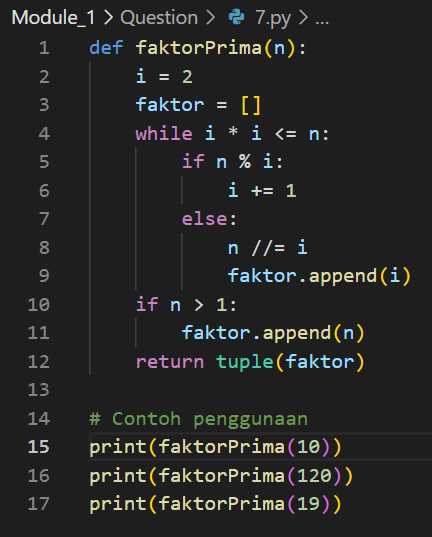 Module_1 > Question > 7.py > ...
1 def faktorPrima(n):
2     i = 2
3     faktor = []
4     while i * i <= n:
5         if n % i:
6             i += 1
7         else:
8             n //= i
9             faktor.append(i)
10     if n > 1:
11         faktor.append(n)
12     return tuple(faktor)
13
14 # Contoh penggunaan
15 print(faktorPrima(10))
16 print(faktorPrima(120))
17 print(faktorPrima(19))